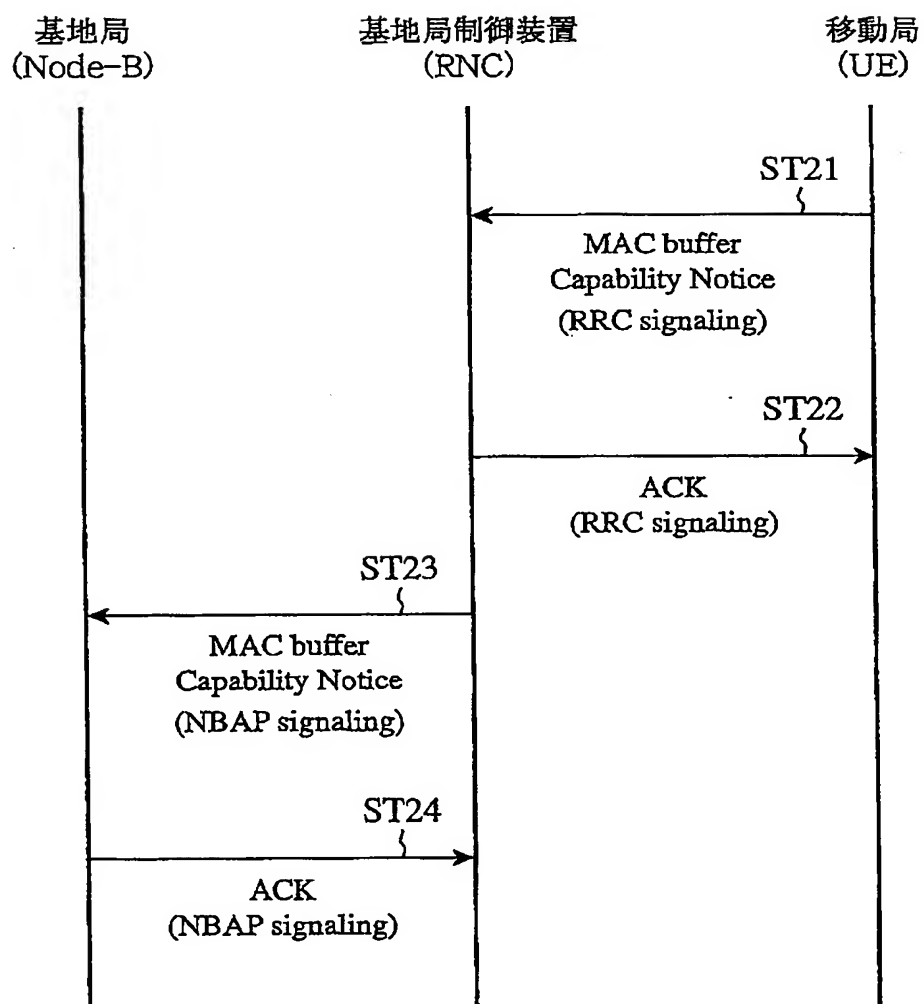 基地局
(Node-B)
基地局制御装置
(RNC)
移動局
(UE)
ST21
MAC buffer
Capability Notice
(RRC signaling)
ST22
ACK
(RRC signaling)
ST23
MAC buffer
Capability Notice
(NBAP signaling)
ST24
ACK
(NBAP signaling)